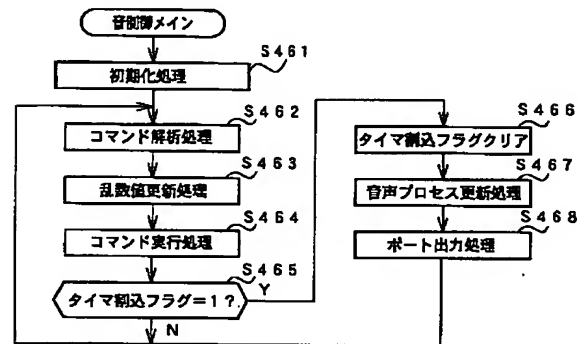 音制御メイン
S461
初期化処理
S462
コマンド解析処理
S463
乱数値更新処理
S464
コマンド実行処理
S465
タイマ割込フラグ=1?
Y
N
S466
タイマ割込フラグクリア
S467
音声プロセス更新処理
S468
ポート出力処理